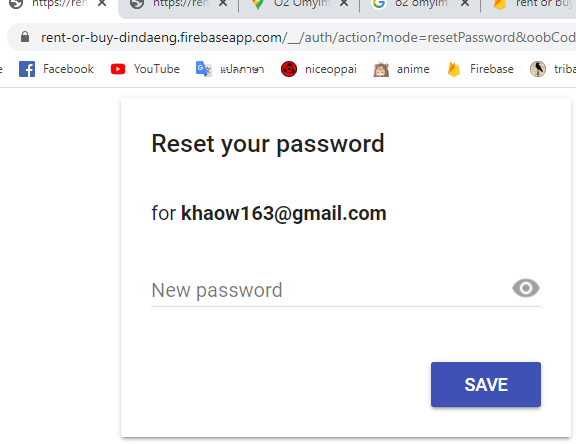 https://ren
https://ren
O2 Omyim
o2 omyim
rent or buy
rent-or-buy-dindaeng.firebaseapp.com/__/auth/action?mode=resetPassword&oobCod
e
Facebook
YouTube
แปลภาษา
niceoppai
anime
Firebase
triba
Reset your password
for khaow163@gmail.com
New password
SAVE